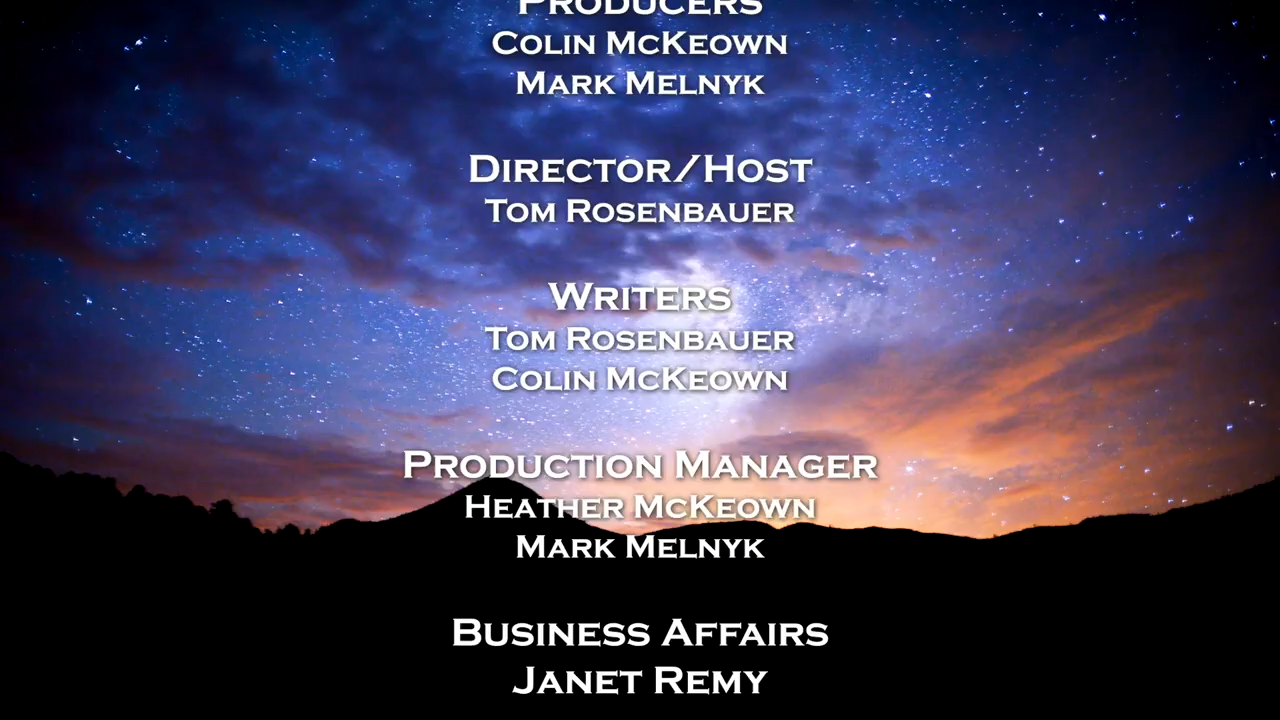 PRODUCERS
COLIN MCKEOWN
MARK MELNYK
DIRECTOR/HOST
TOM ROSENBAUER
WRITERS
TOM ROSENBAUER
COLIN MCKEOWN
PRODUCTION MANAGER
HEATHER MCKEOWN
MARK MELNYK
BUSINESS AFFAIRS
JANET REMY